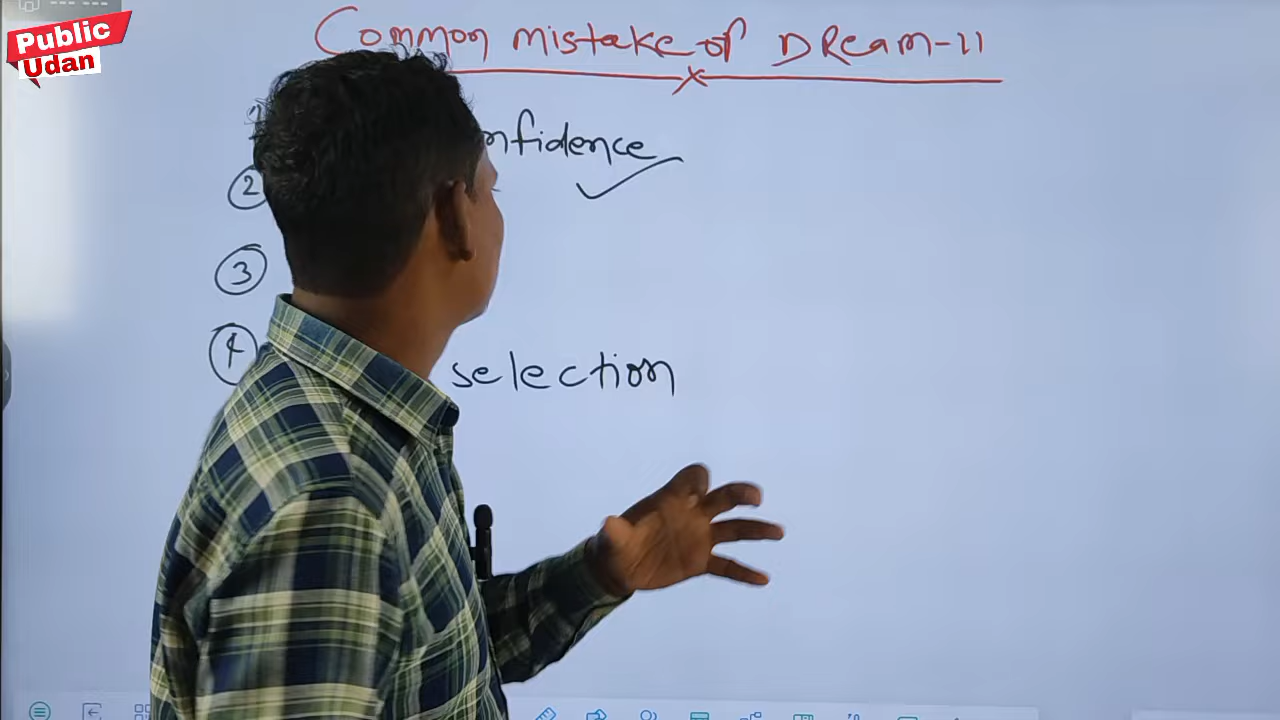 Public
Udan
Common mistake of DReam-11
nfidence
②
③
④
selection